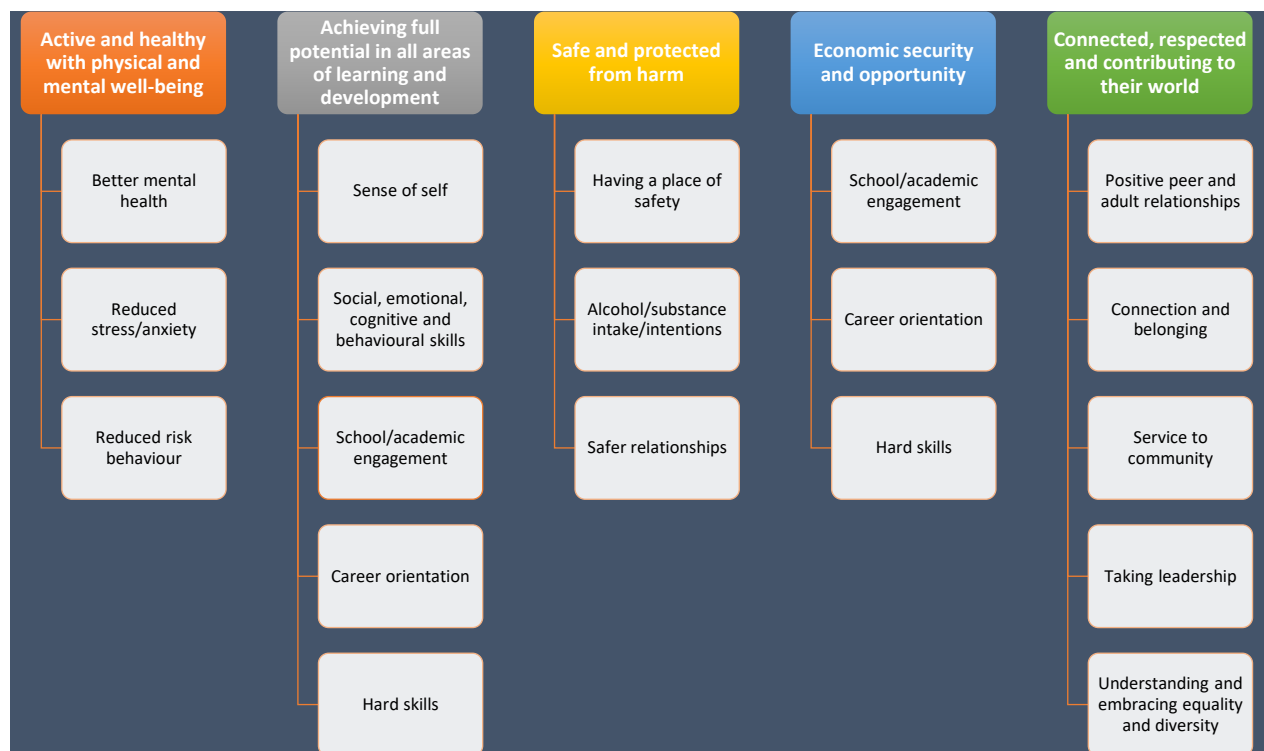 Active and healthy
with physical and
mental well-being
Better mental
health
Reduced
stress/anxiety
Reduced risk
behaviour
Achieving full
potential in all areas
of learning and
development
Sense of self
Social, emotional,
cognitive and
behavioural skills
School/academic
engagement
Career orientation
Hard skills
Safe and protected
from harm
Having a place of
safety
Alcohol/substance
intake/intentions
Safer relationships
Economic security
and opportunity
School/academic
engagement
Career orientation
Hard skills
Connected, respected
and contributing to
their world
Positive peer and
adult relationships
Connection and
belonging
Service to
community
Taking leadership
Understanding and
embracing equality
and diversity